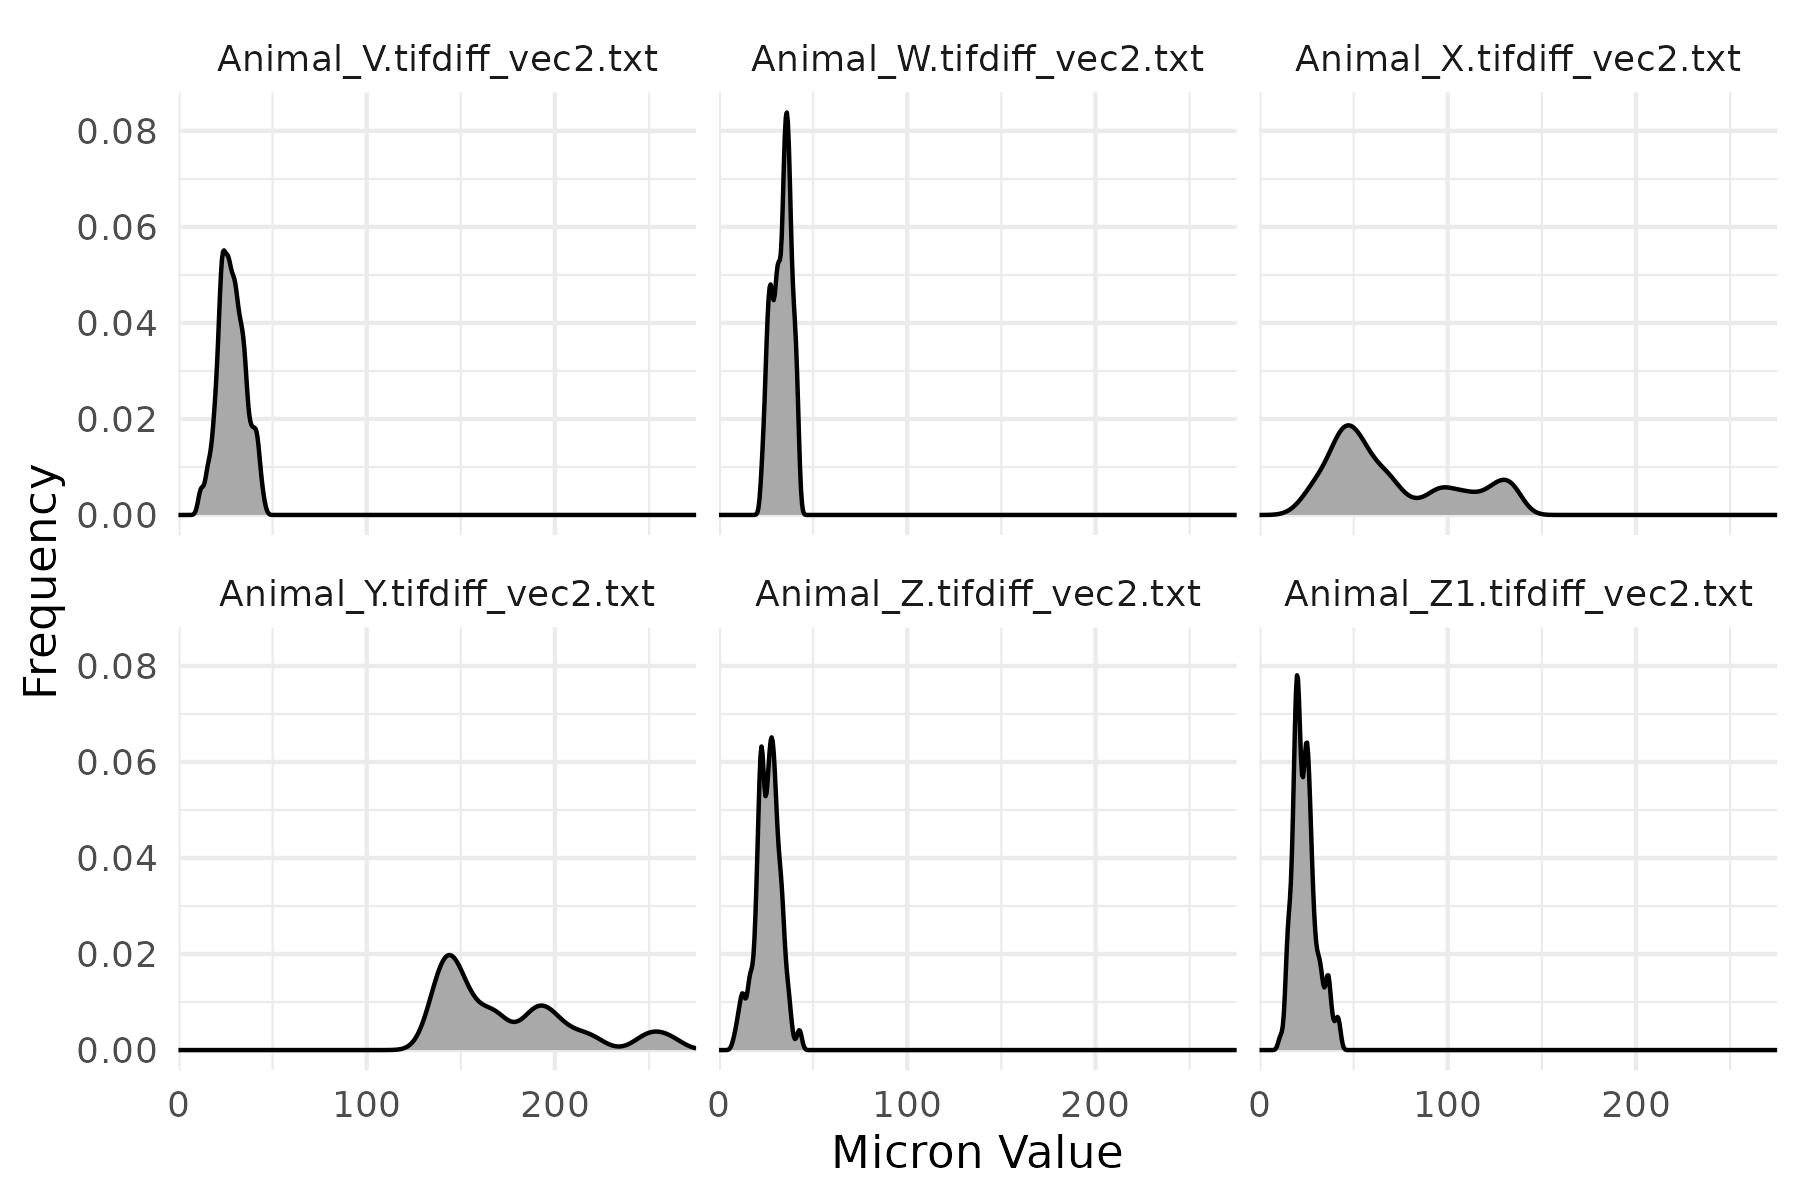 Animal_V.tifdiff_vec2.txt Animal_W.tifdiff_vec2.txt Animal_X.tifdiff_vec2.txt
0.08
0.06
0.04
0.02
0.00
Frequency
Animal_Y.tifdiff_vec2.txt Animal_Z.tifdiff_vec2.txt Animal_Z1.tifdiff_vec2.txt
0.08
0.06
0.04
0.02
0.00
0 100 200 0 100 200 0 100 200
Micron Value